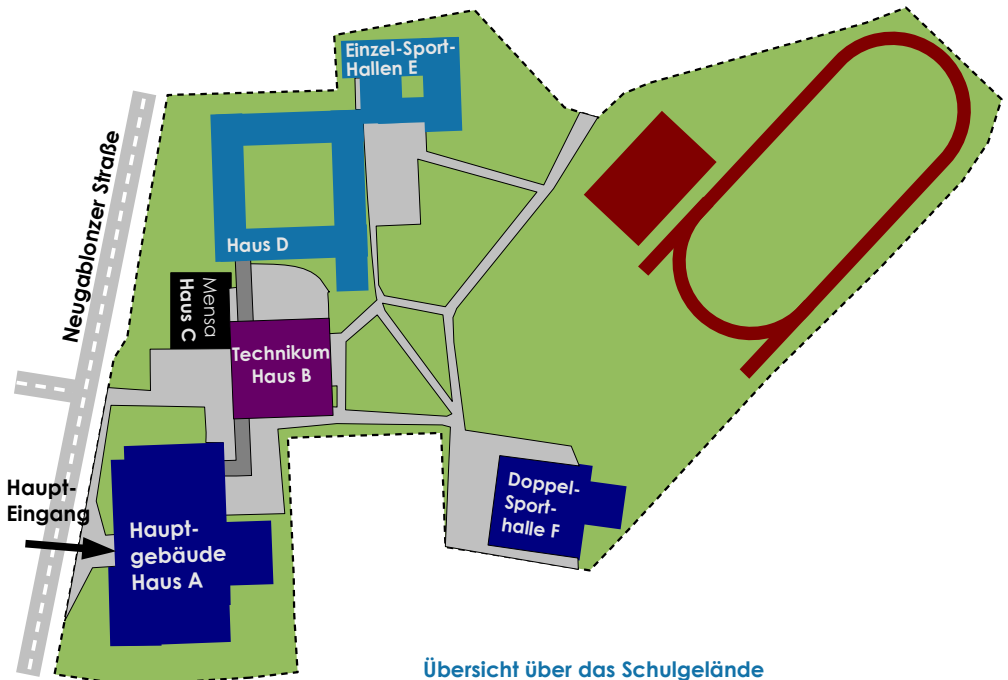 Einzel-Sport-
Hallen E
Neugablonzer Straße
Haus D
Mensa
Haus C
Technikum
Haus B
Haupt-
Eingang
Haupt-
gebäude
Haus A
Doppel-
Sport-
halle F
Übersicht über das Schulgelände